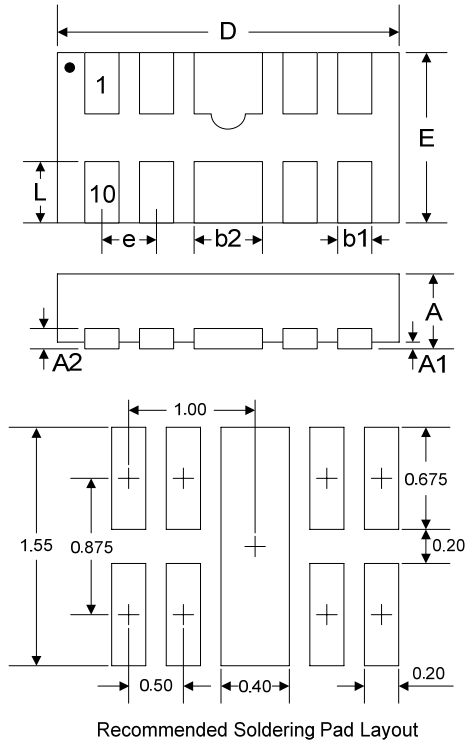 D
1
E
L
10
e
b2
b1
A
A2
A1
1.00
0.675
1.55
0.875
0.20
0.50
0.40
0.20
Recommended Soldering Pad Layout